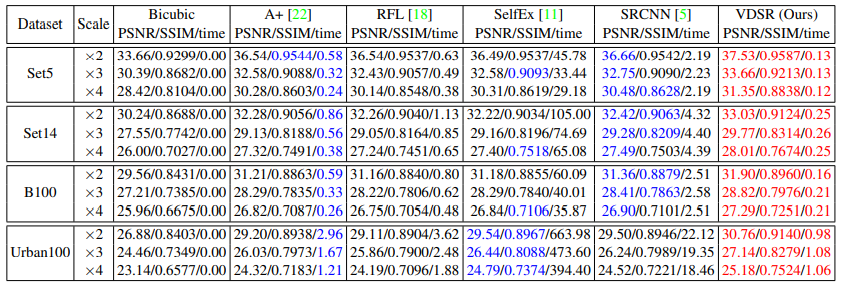 Dataset Scale Bicubic PSNR/SSIM/time A+ [22] PSNR/SSIM/time RFL [18] PSNR/SSIM/time SelfEx [11] PSNR/SSIM/time SRCNN [5] PSNR/SSIM/time VDSR (Ours) PSNR/SSIM/time
Set5 ×2 33.66/0.9299/0.00 36.54/0.9544/0.58 36.54/0.9537/0.63 36.49/0.9537/45.78 36.66/0.9542/2.19 37.53/0.9587/0.13
×3 30.39/0.8682/0.00 32.58/0.9088/0.32 32.43/0.9057/0.49 32.58/0.9093/33.44 32.75/0.9090/2.23 33.66/0.9213/0.13
×4 28.42/0.8104/0.00 30.28/0.8603/0.24 30.14/0.8548/0.38 30.31/0.8619/29.18 30.48/0.8628/2.19 31.35/0.8838/0.12
Set14 ×2 30.24/0.8688/0.00 32.28/0.9056/0.86 32.26/0.9040/1.13 32.22/0.9034/105.00 32.42/0.9063/4.32 33.03/0.9124/0.25
×3 27.55/0.7742/0.00 29.13/0.8188/0.56 29.05/0.8164/0.85 29.16/0.8196/74.69 29.28/0.8209/4.40 29.77/0.8314/0.26
×4 26.00/0.7027/0.00 27.32/0.7491/0.38 27.24/0.7451/0.65 27.40/0.7518/65.08 27.49/0.7503/4.39 28.01/0.7674/0.25
B100 ×2 29.56/0.8431/0.00 31.21/0.8863/0.59 31.16/0.8840/0.80 31.18/0.8855/60.09 31.36/0.8879/2.51 31.90/0.8960/0.16
×3 27.21/0.7385/0.00 28.29/0.7835/0.33 28.22/0.7806/0.62 28.29/0.7840/40.01 28.41/0.7863/2.58 28.82/0.7976/0.21
×4 25.96/0.6675/0.00 26.82/0.7087/0.26 26.75/0.7054/0.48 26.84/0.7106/35.87 26.90/0.7101/2.51 27.29/0.7251/0.21
Urban100 ×2 26.88/0.8403/0.00 29.20/0.8938/2.96 29.11/0.8904/3.62 29.54/0.8967/663.98 29.50/0.8946/22.12 30.76/0.9140/0.98
×3 24.46/0.7349/0.00 26.03/0.7973/1.67 25.86/0.7900/2.48 26.44/0.8088/473.60 26.24/0.7989/19.35 27.14/0.8279/1.08
×4 23.14/0.6577/0.00 24.32/0.7183/1.21 24.19/0.7096/1.88 24.79/0.7374/394.40 24.52/0.7221/18.46 25.18/0.7524/1.06